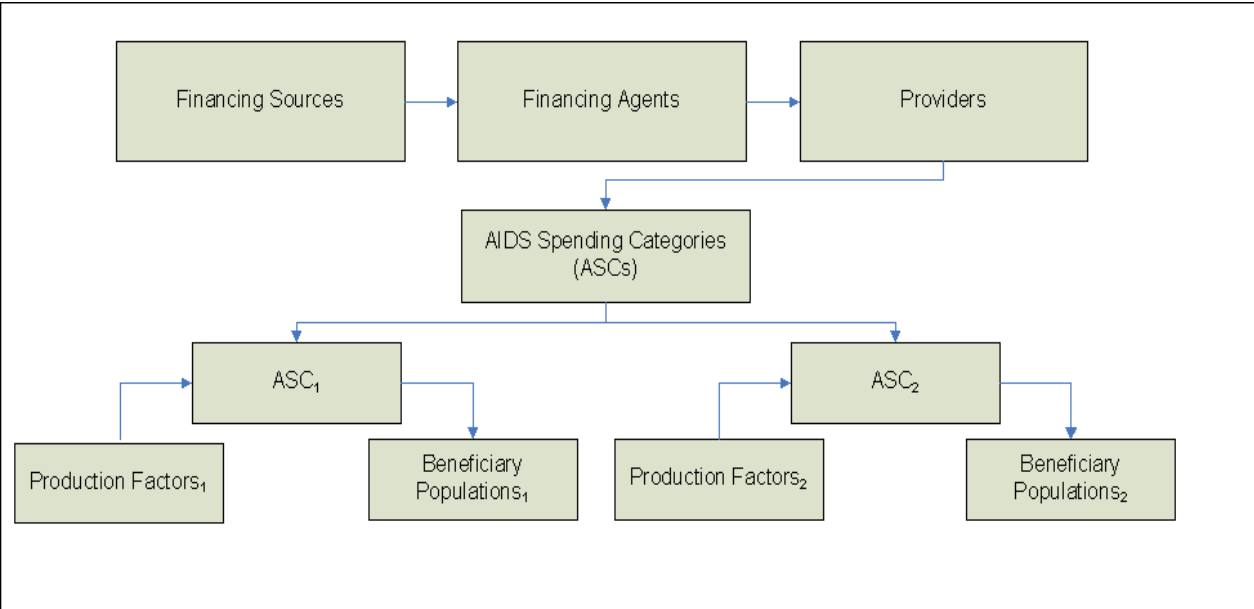 Financing Sources
Financing Agents
Providers
AIDS Spending Categories
(ASCs)
ASC₁
ASC₂
Production Factors₁
Beneficiary
Populations₁
Production Factors₂
Beneficiary
Populations₂